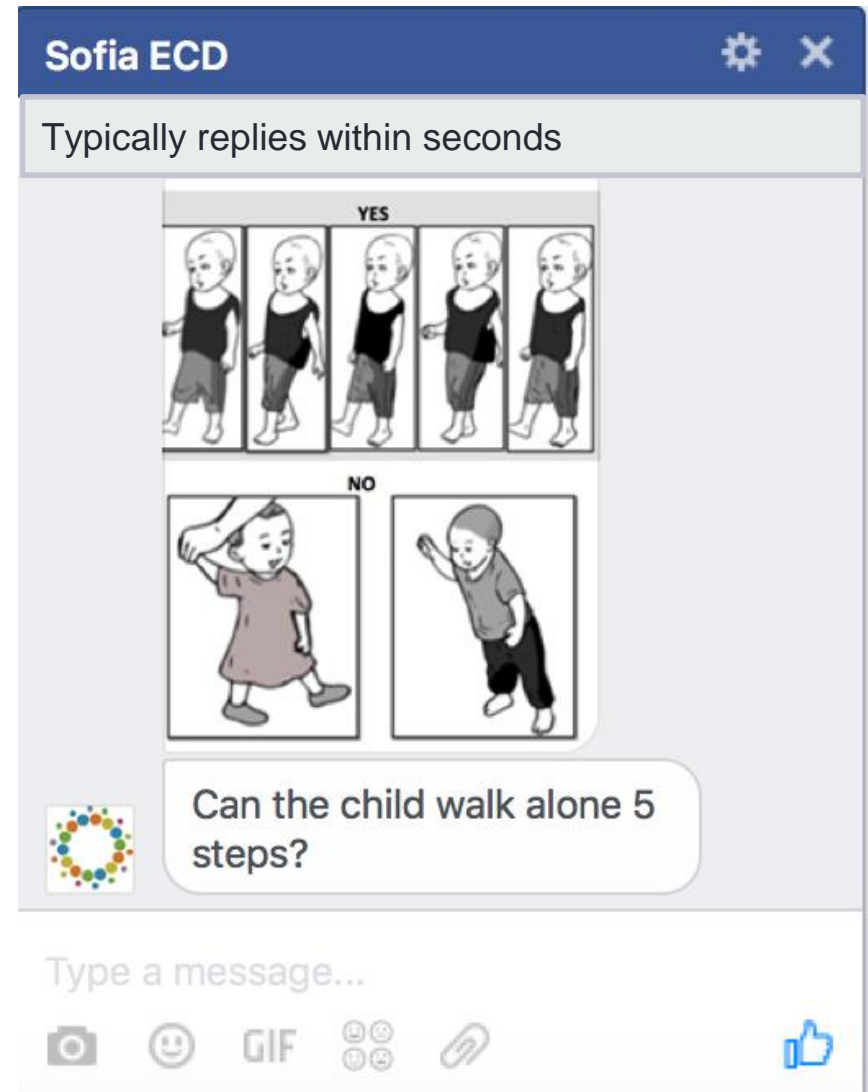 Sofia ECD
Typically replies within seconds
YES
NO
Can the child walk alone 5
steps?
Type a message...
GIF